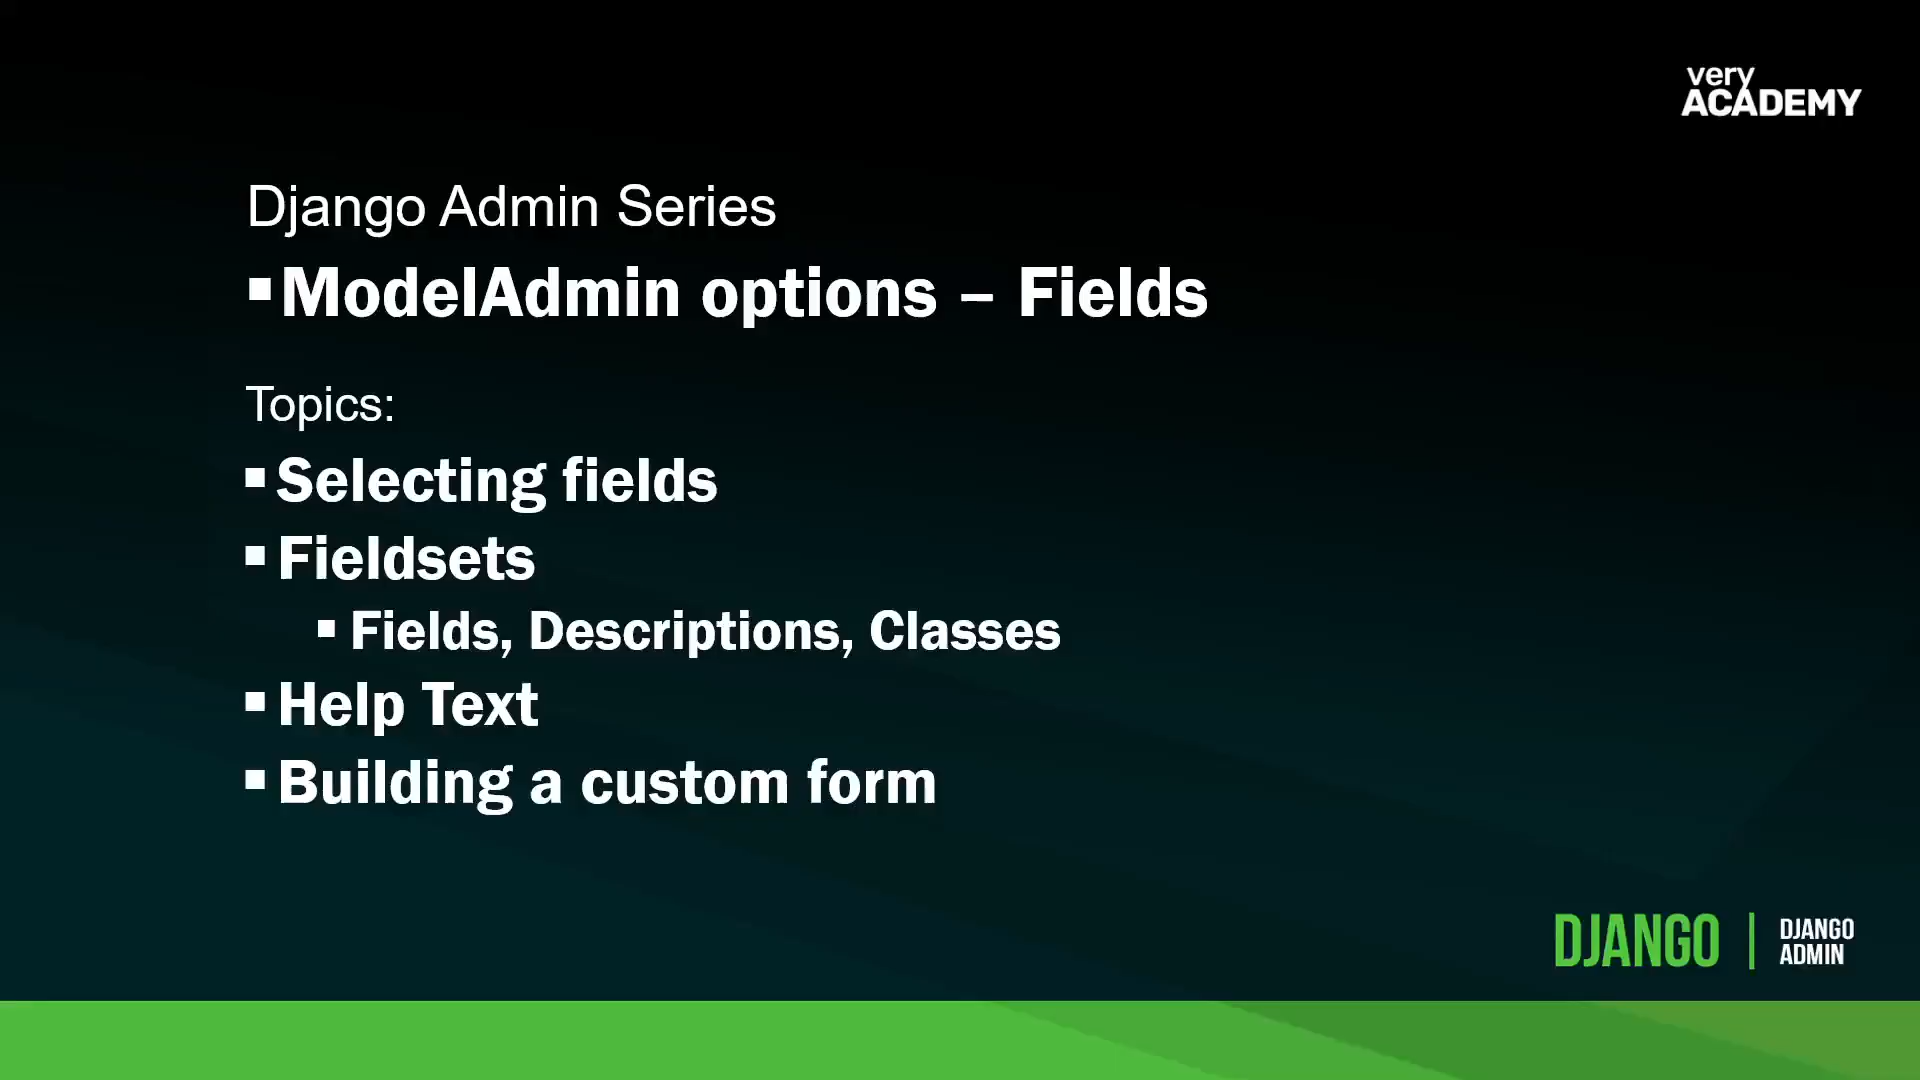 very
ACADEMY
Django Admin Series
▪ModelAdmin options – Fields
Topics:
▪Selecting fields
▪Fieldsets
▪Fields, Descriptions, Classes
▪Help Text
▪Building a custom form
DJANGO | DJANGO
ADMIN